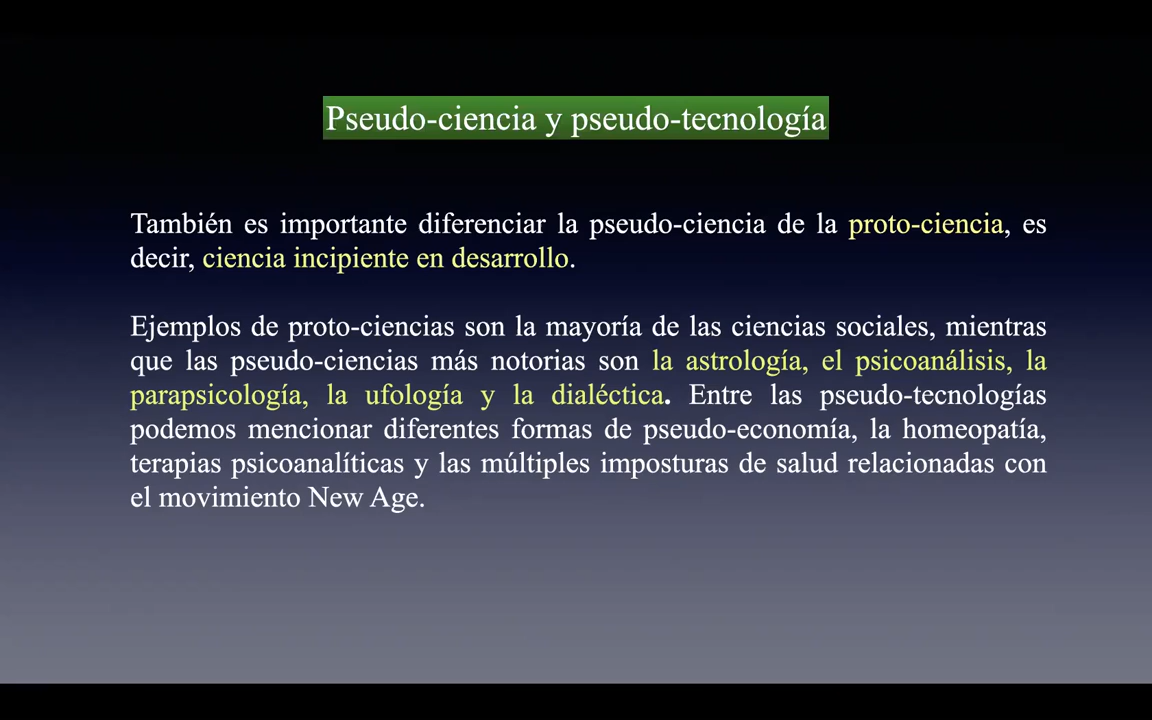 Pseudo-ciencia y pseudo-tecnología
También es importante diferenciar la pseudo-ciencia de la proto-ciencia, es
decir, ciencia incipiente en desarrollo.
Ejemplos de proto-ciencias son la mayoría de las ciencias sociales, mientras
que las pseudo-ciencias más notorias son la astrología, el psicoanálisis, la
parapsicología, la ufología y la dialéctica. Entre las pseudo-tecnologías
podemos mencionar diferentes formas de pseudo-economía, la homeopatía,
terapias psicoanalíticas y las múltiples imposturas de salud relacionadas con
el movimiento New Age.